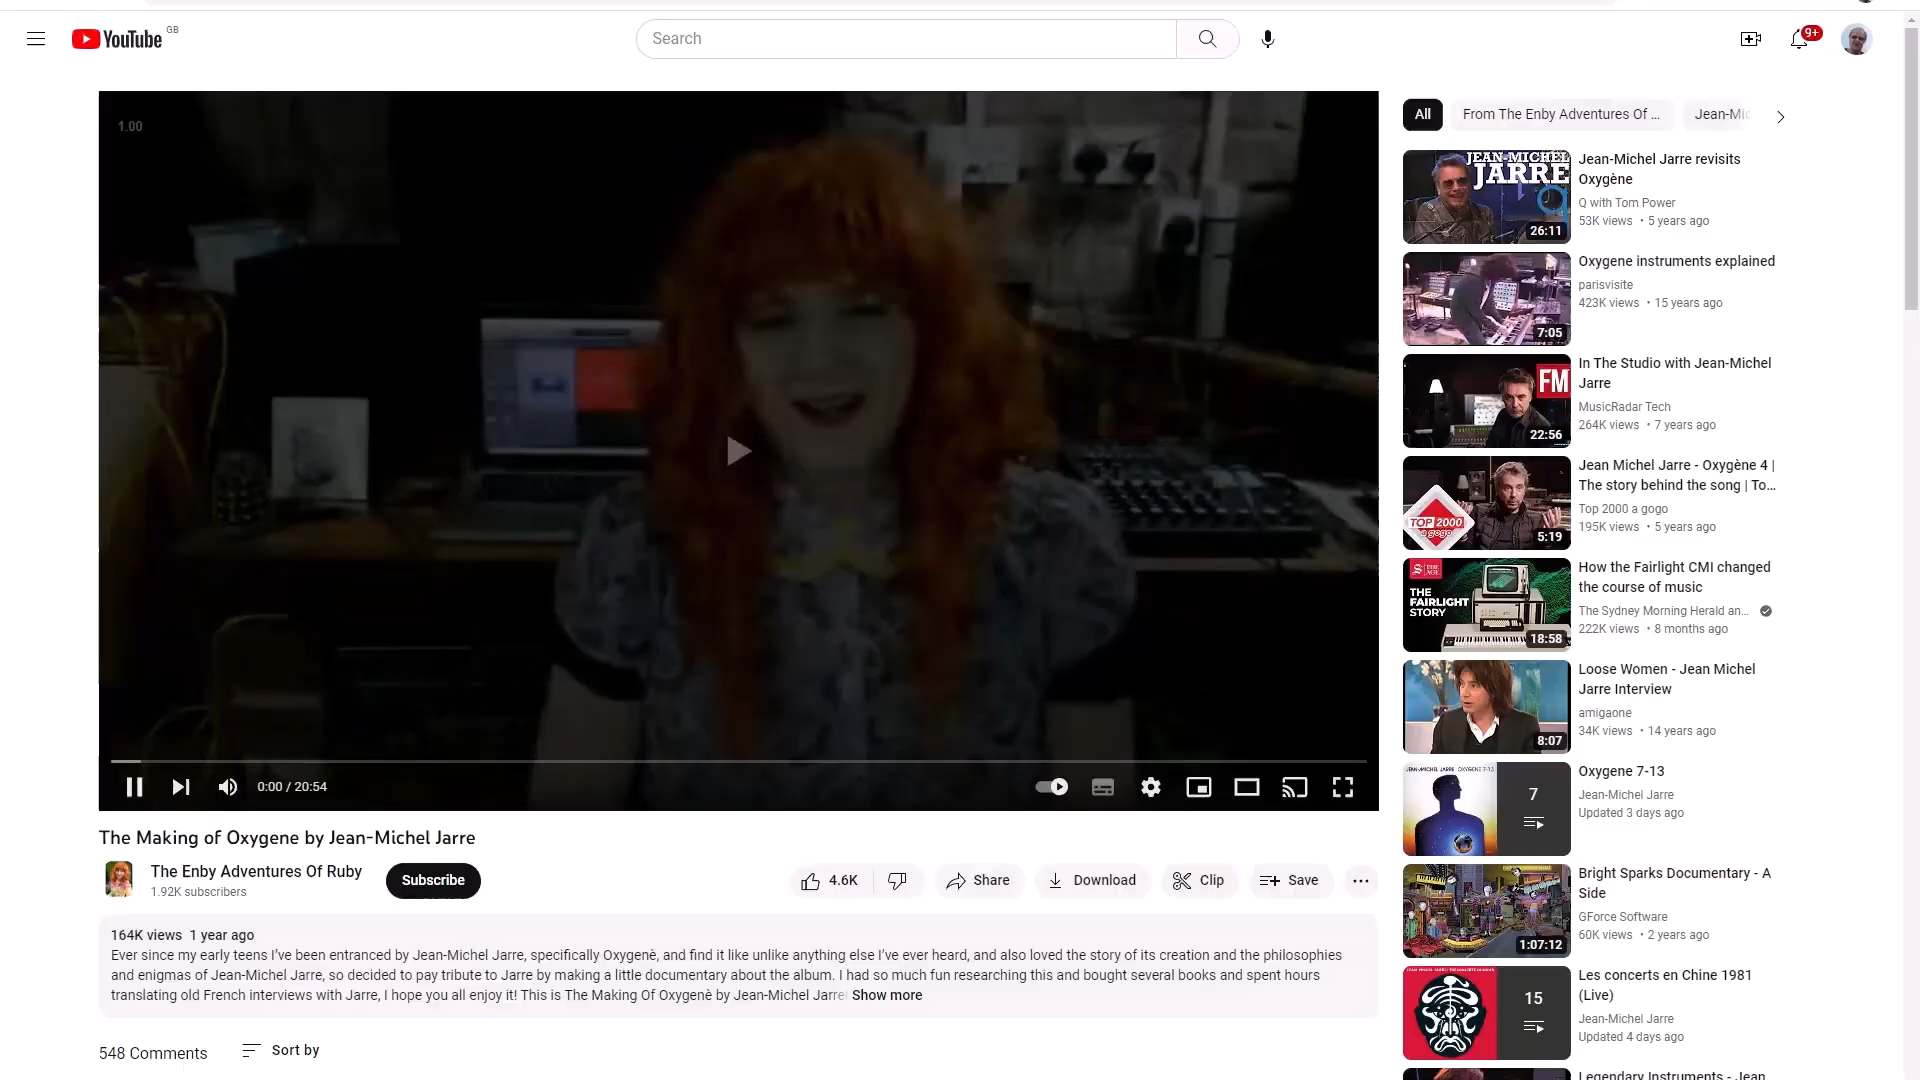 YouTube GB
Search
9+
1.00
0:00 / 20:54
The Making of Oxygene by Jean-Michel Jarre
The Enby Adventures Of Ruby
1.92K subscribers
Subscribe
4.6K
Share
Download
Clip
Save
164K views 1 year ago
Ever since my early teens I've been entranced by Jean-Michel Jarre, specifically Oxygenè, and find it like unlike anything else I've ever heard, and also loved the story of its creation and the philosophies
and enigmas of Jean-Michel Jarre, so decided to pay tribute to Jarre by making a little documentary about the album. I had so much fun researching this and bought several books and spent hours
translating old French interviews with Jarre, I hope you all enjoy it! This is The Making Of Oxygenè by Jean-Michel Jarre! Show more
548 Comments
Sort by
All
From The Enby Adventures Of ...
Jean-Mic
JEAN-MICHEL
JARRE
26:11
Jean-Michel Jarre revisits
Oxygène
Q with Tom Power
53K views • 5 years ago
7:05
Oxygene instruments explained
parisvisite
423K views • 15 years ago
FM
22:56
In The Studio with Jean-Michel
Jarre
MusicRadar Tech
264K views • 7 years ago
TOP 2000
a gogo
5:19
Jean Michel Jarre - Oxygène 4 |
The story behind the song | To...
Top 2000 a gogo
195K views • 5 years ago
THE
FAIRLIGHT
STORY
18:58
How the Fairlight CMI changed
the course of music
The Sydney Morning Herald an...
222K views • 8 months ago
8:07
Loose Women - Jean Michel
Jarre Interview
amigaone
34K views • 14 years ago
JEAN-MICHEL JARRE OXYGENE 7-13
7
Oxygene 7-13
Jean-Michel Jarre
Updated 3 days ago
1:07:12
Bright Sparks Documentary - A
Side
GForce Software
60K views • 2 years ago
15
Les concerts en Chine 1981
(Live)
Jean-Michel Jarre
Updated 4 days ago
Legendary Instruments - Jean